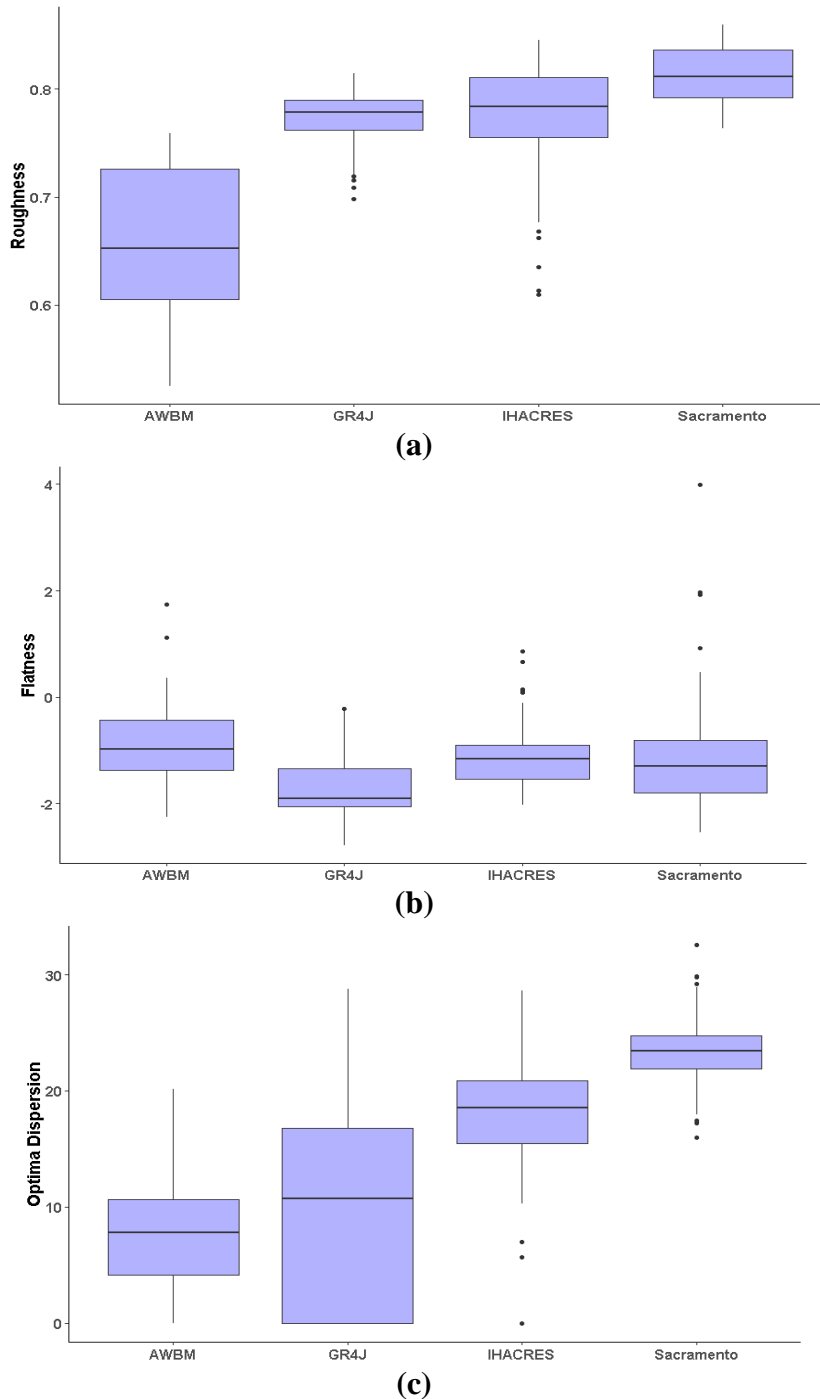 Roughness
0.8
0.7
0.6
AWBM GR4J IHACRES Sacramento
(a)
Flatness
4
2
0
-2
AWBM GR4J IHACRES Sacramento
(b)
Optima Dispersion
30
20
10
0
AWBM GR4J IHACRES Sacramento
(c)